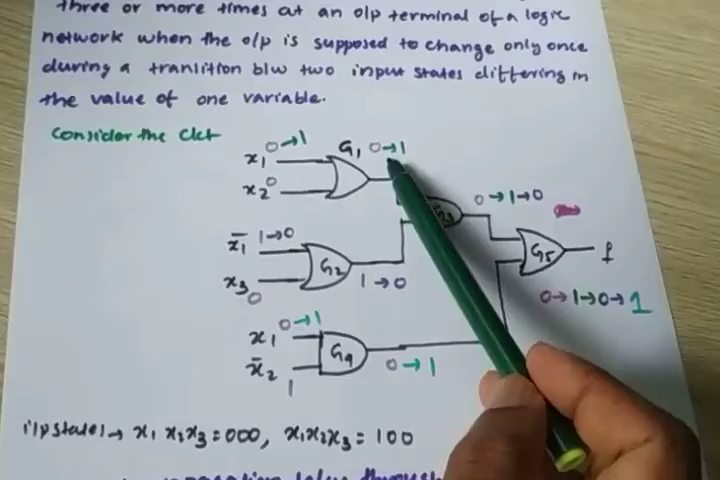 three or more times at an o/p terminal of a logic
network when the o/p is supposed to change only once
during a tranlition b/w two input states differing in
the value of one variable.
Consider the Ckt
x1 0→1
G1 0→1
x2 0
0→1→0
x̄1 1→0
G2
G3
G5
f
x3 0
1→0
0→1→0→1
x1 0→1
G4
0→1
x̄2 1
i/p states→ x1 x2x3 = 000, x1x2x3 = 100